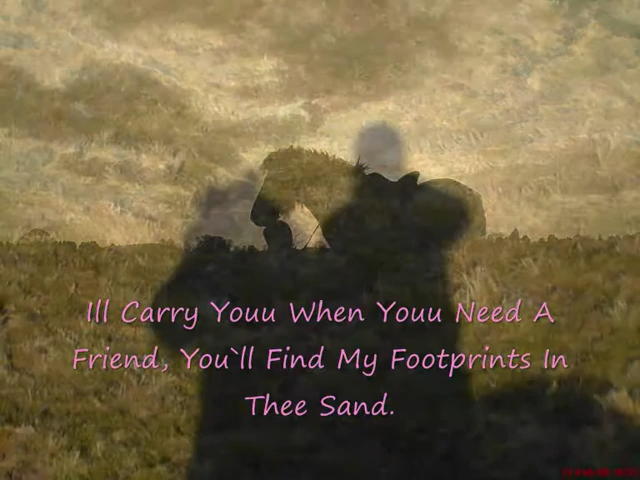 Ill Carry Youu When Youu Need A
Friend, You`ll Find My Footprints In
Thee Sand.